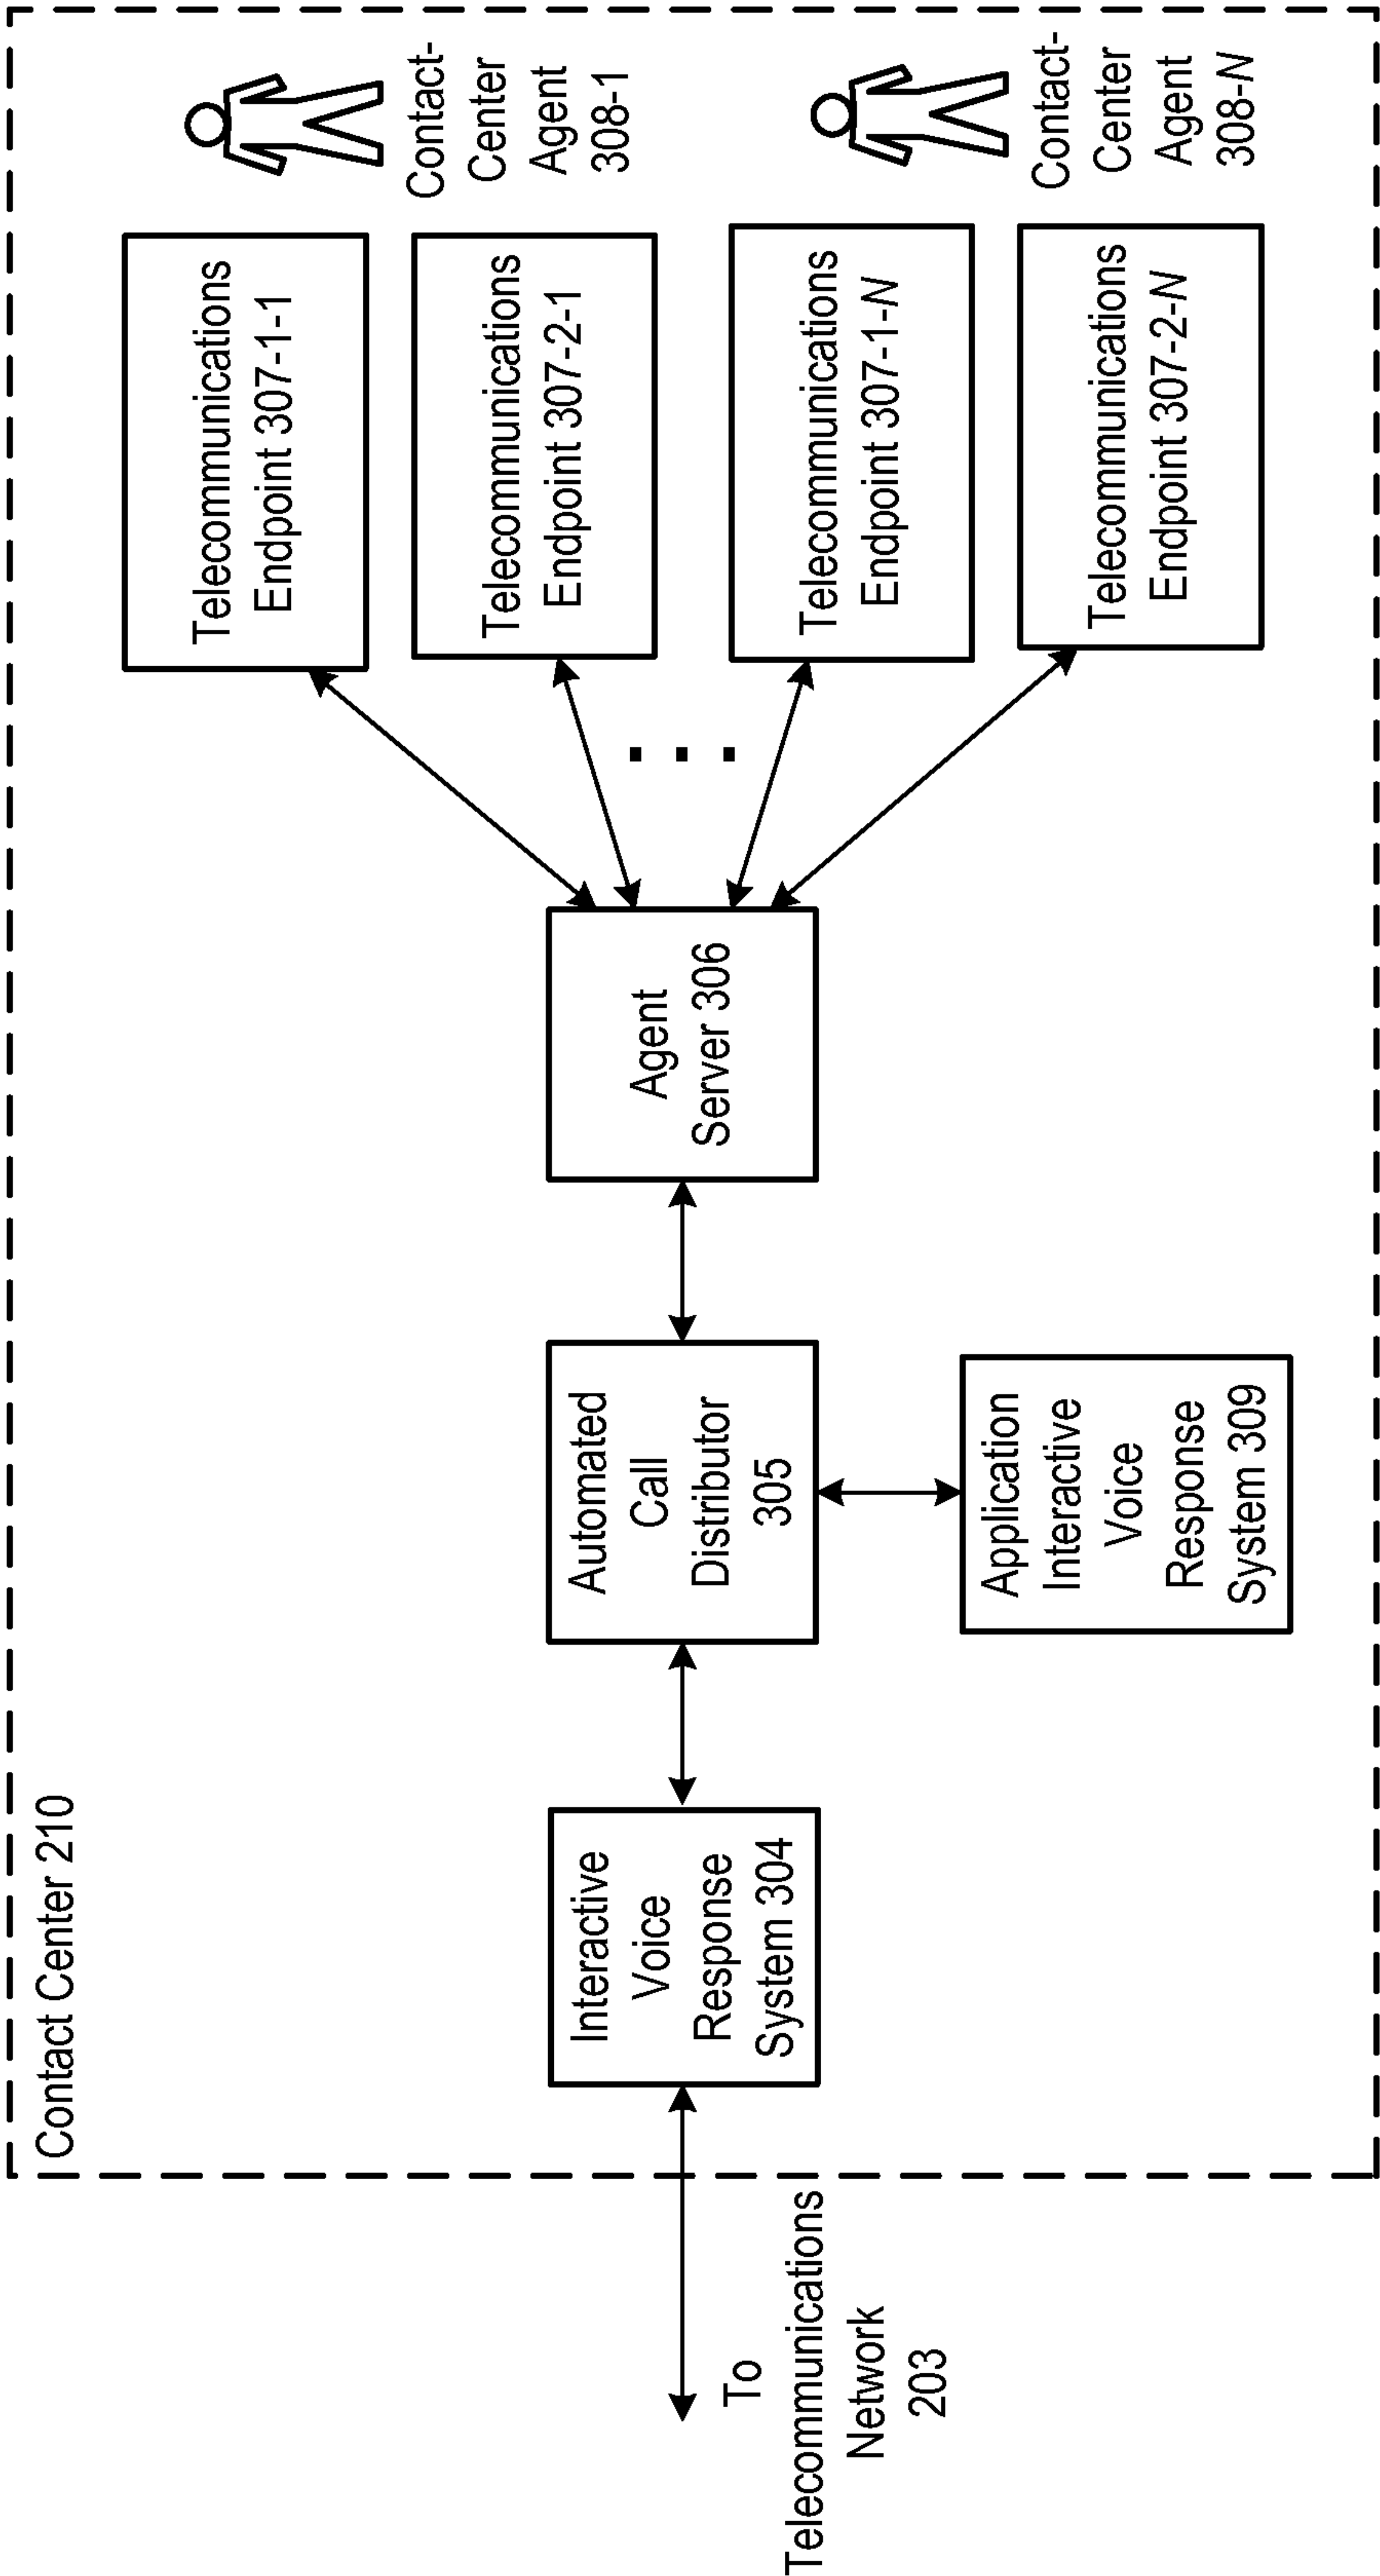 Contact Center 210
To
Telecommunications
Network
203
Interactive
Voice
Response
System 304
Automated
Call
Distributor
305
Application
Interactive
Voice
Response
System 309
Agent
Server 306
. . .
Telecommunications
Endpoint 307-1-1
Telecommunications
Endpoint 307-2-1
Telecommunications
Endpoint 307-1-N
Telecommunications
Endpoint 307-2-N
Contact-
Center
Agent
308-1
Contact-
Center
Agent
308-N